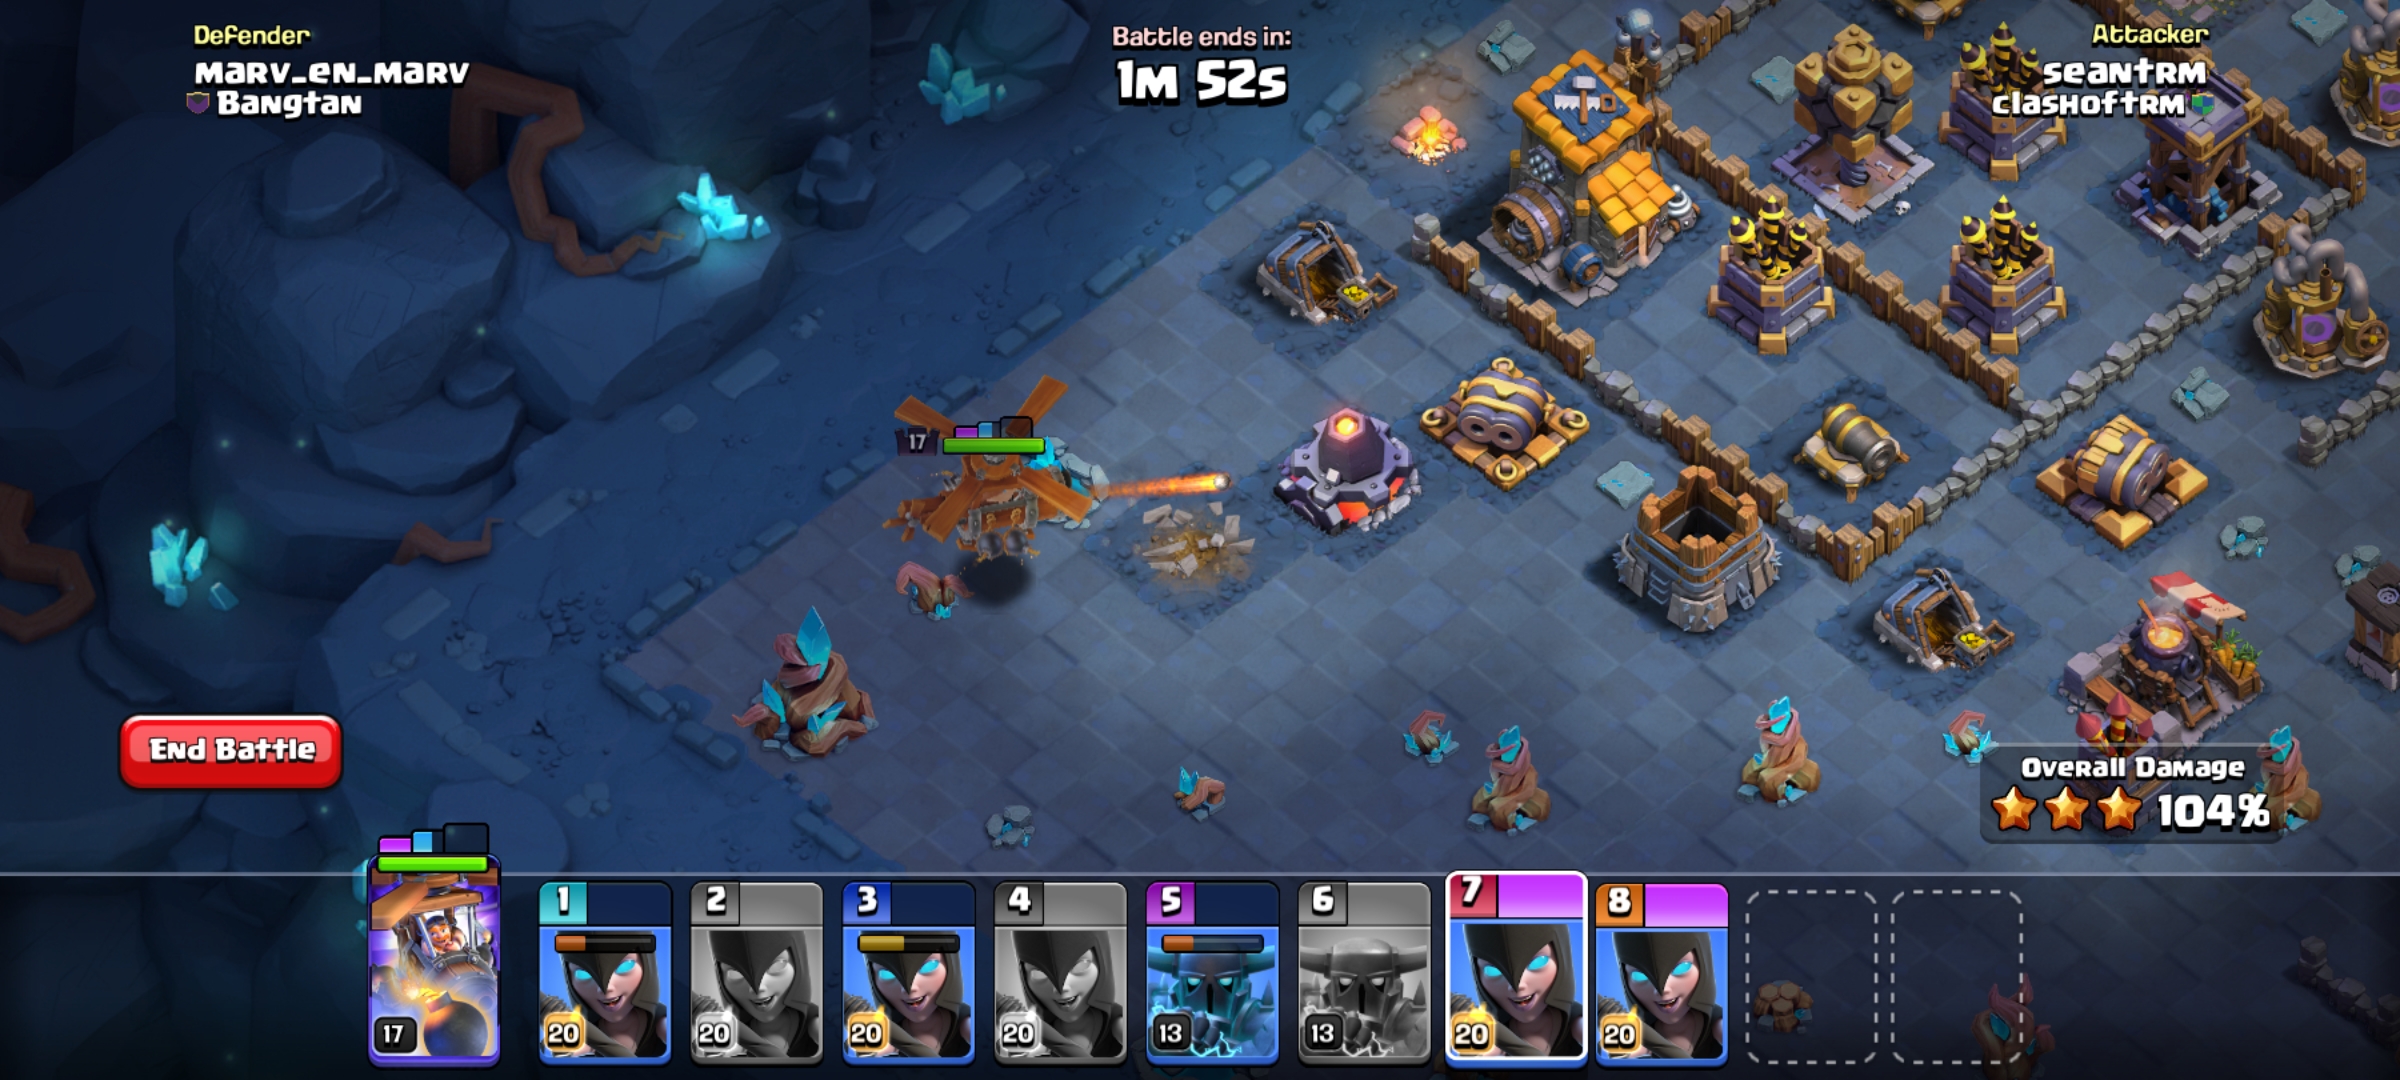 Defender
marv_en_marv
Bangtan
Battle ends in:
1M 52s
Attacker
seantrm
clashoftrm
17
End Battle
Overall Damage
104%
17
1
20
2
20
3
20
4
20
5
13
6
13
7
20
8
20